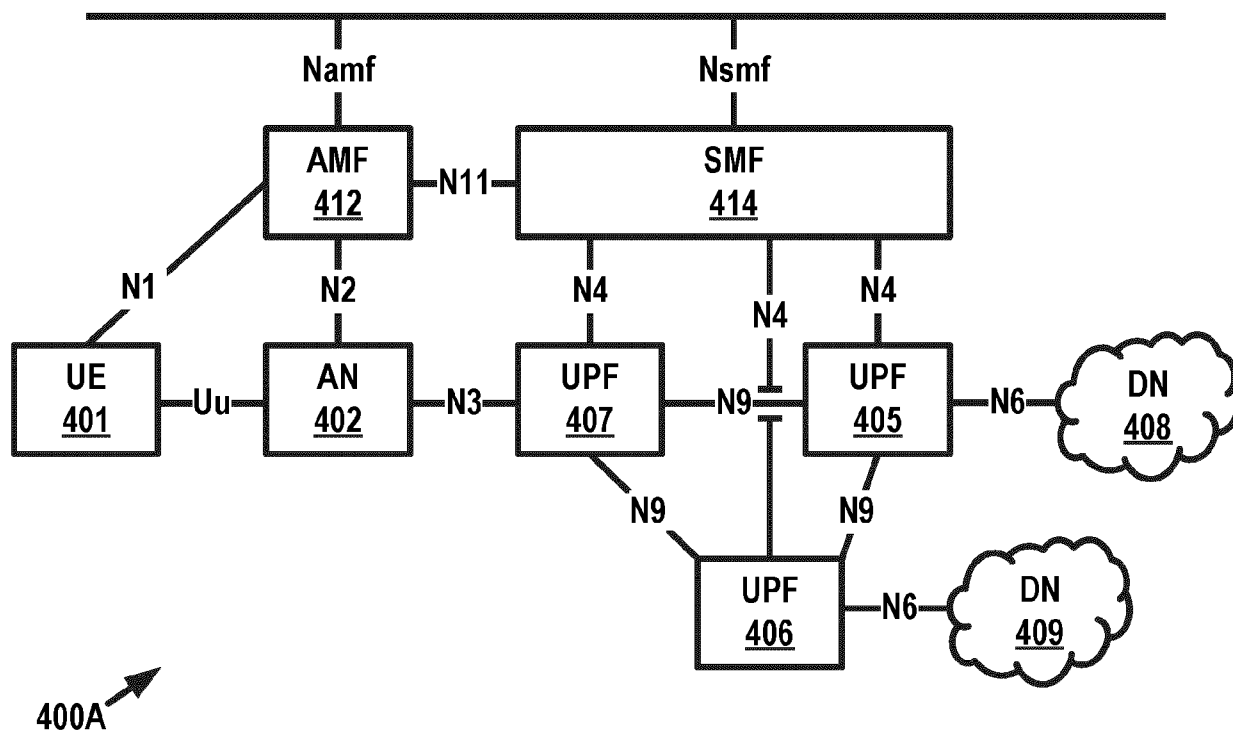 Namf
Nsmf
AMF
412
N11
SMF
414
N1
N2
N4
N4
N4
UE
401
Uu
AN
402
N3
UPF
407
N9
UPF
405
N6
DN
408
N9
N9
UPF
406
N6
DN
409
400A